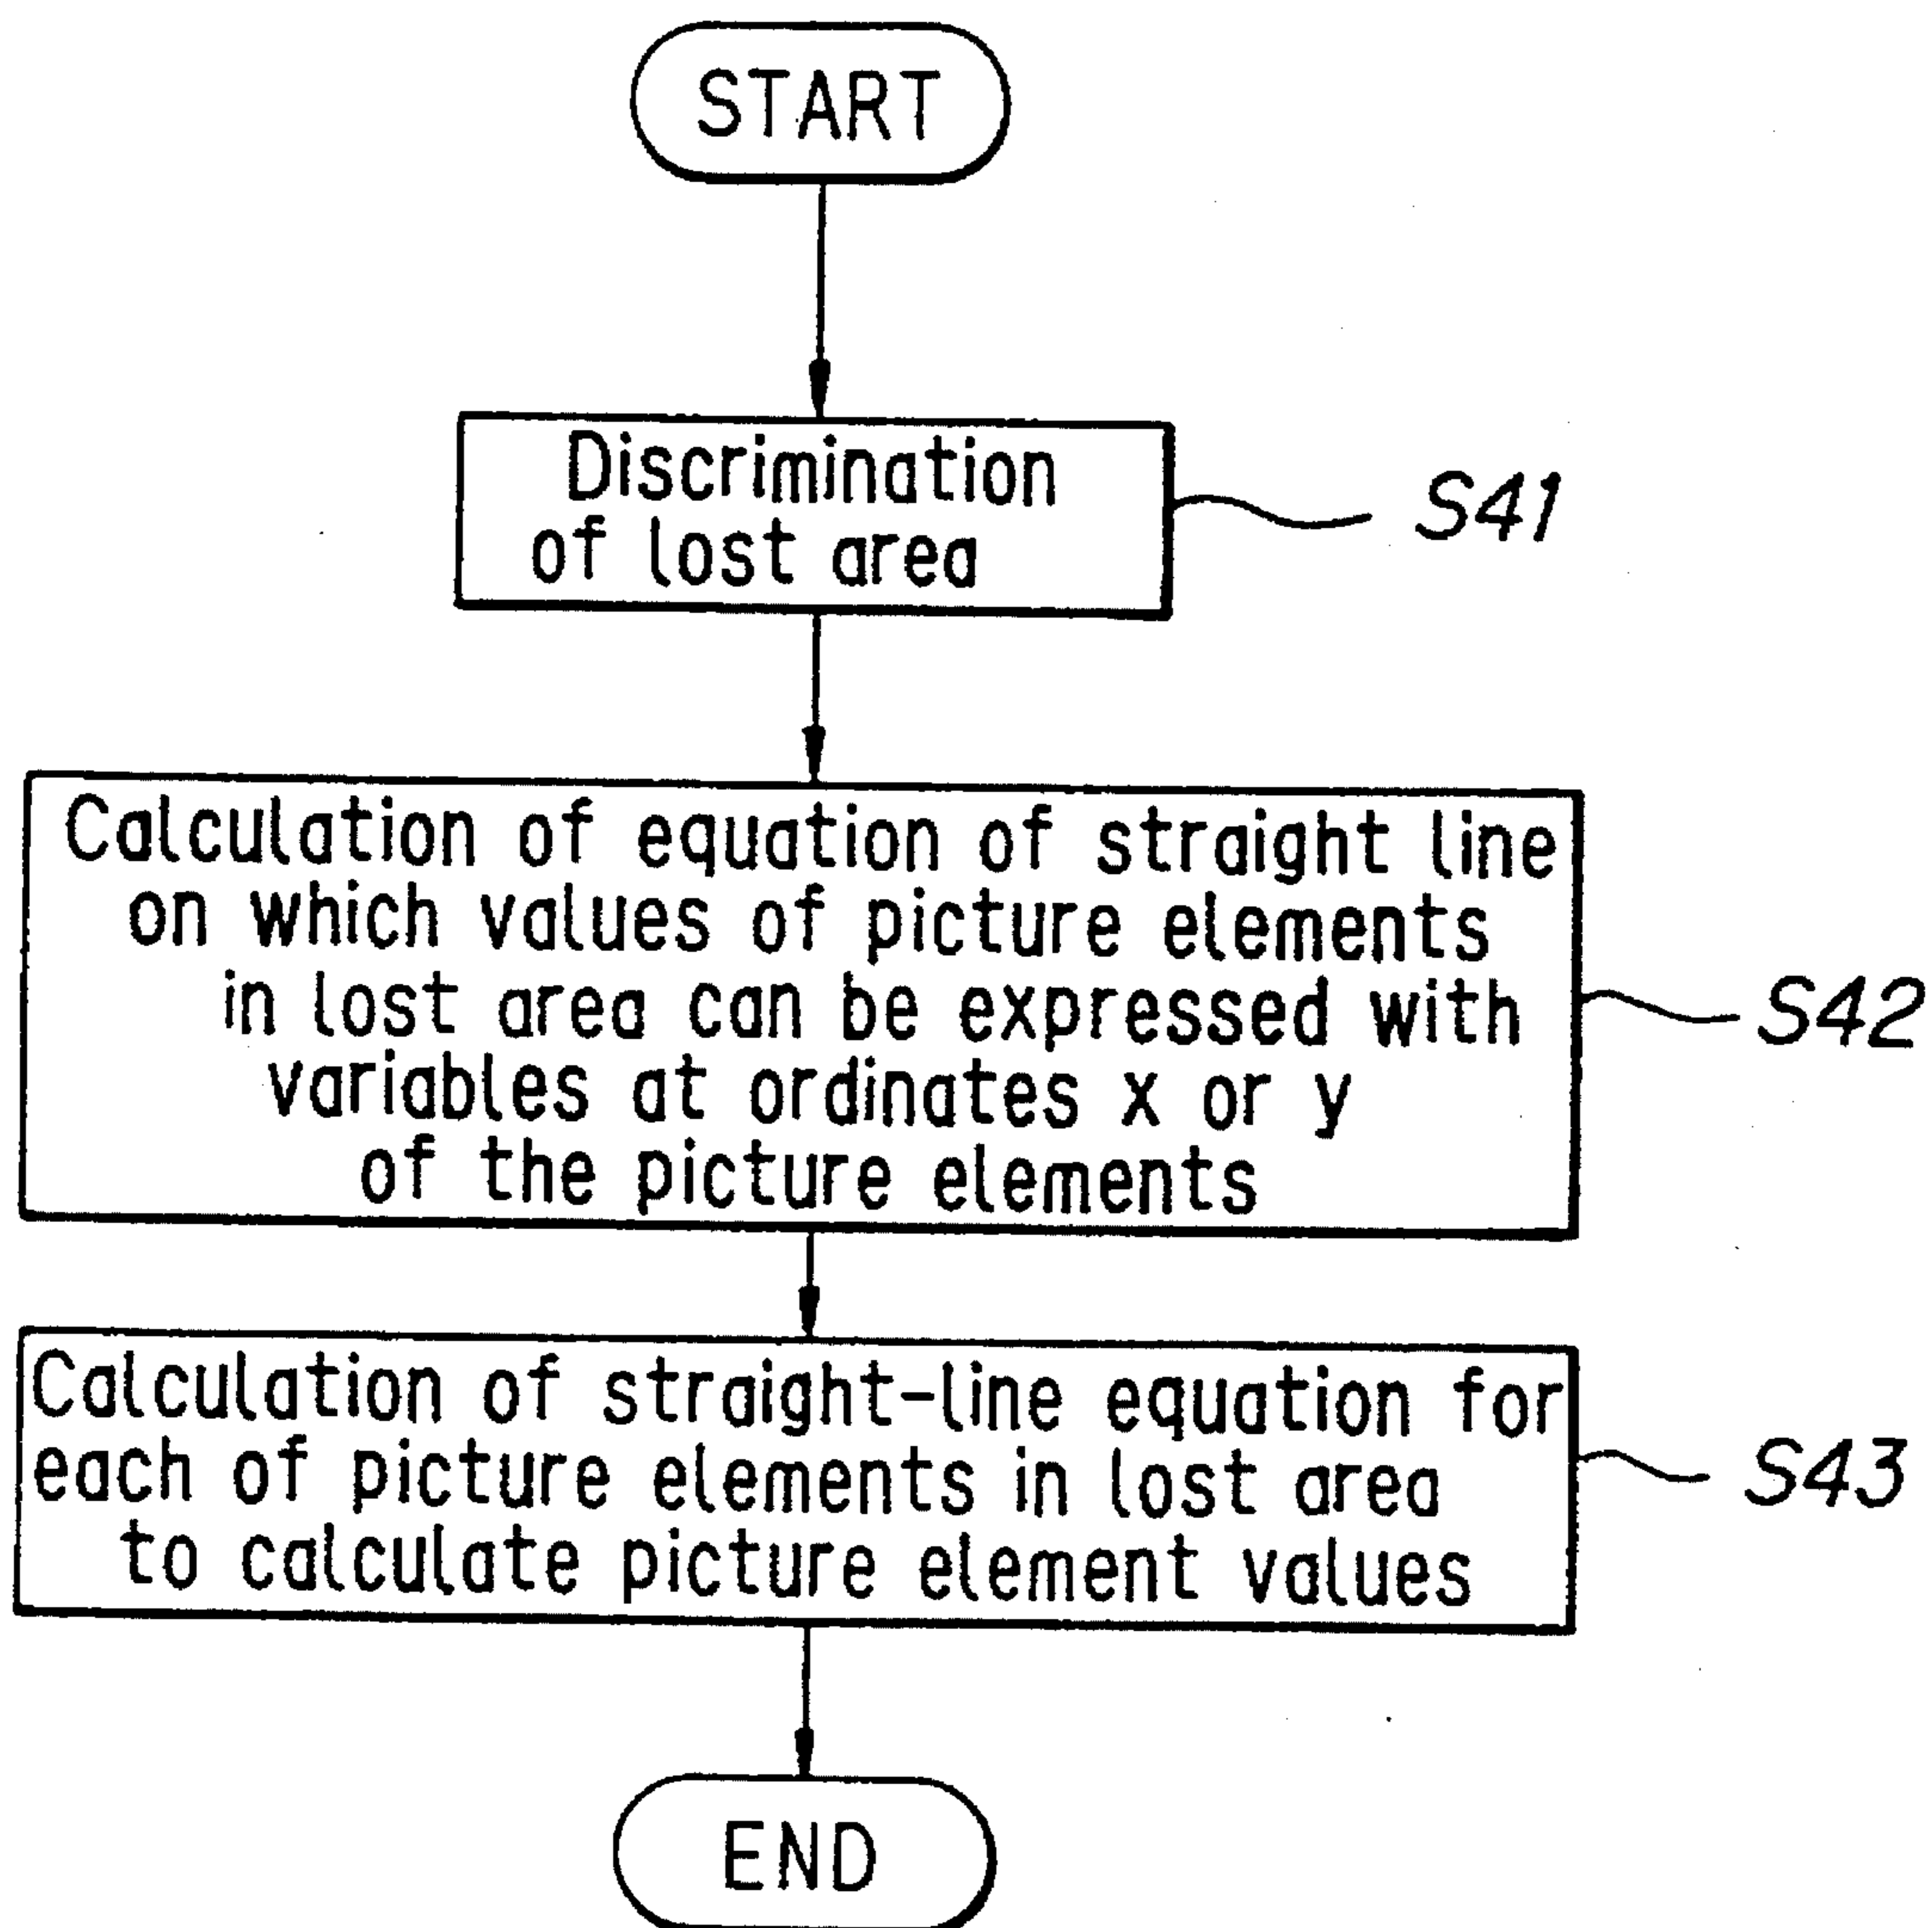 START
Discrimination
of lost area
S41
Calculation of equation of straight line
on which values of picture elements
in lost area can be expressed with
variables at ordinates x or y
of the picture elements
S42
Calculation of straight-line equation for
each of picture elements in lost area
to calculate picture element values
S43
END